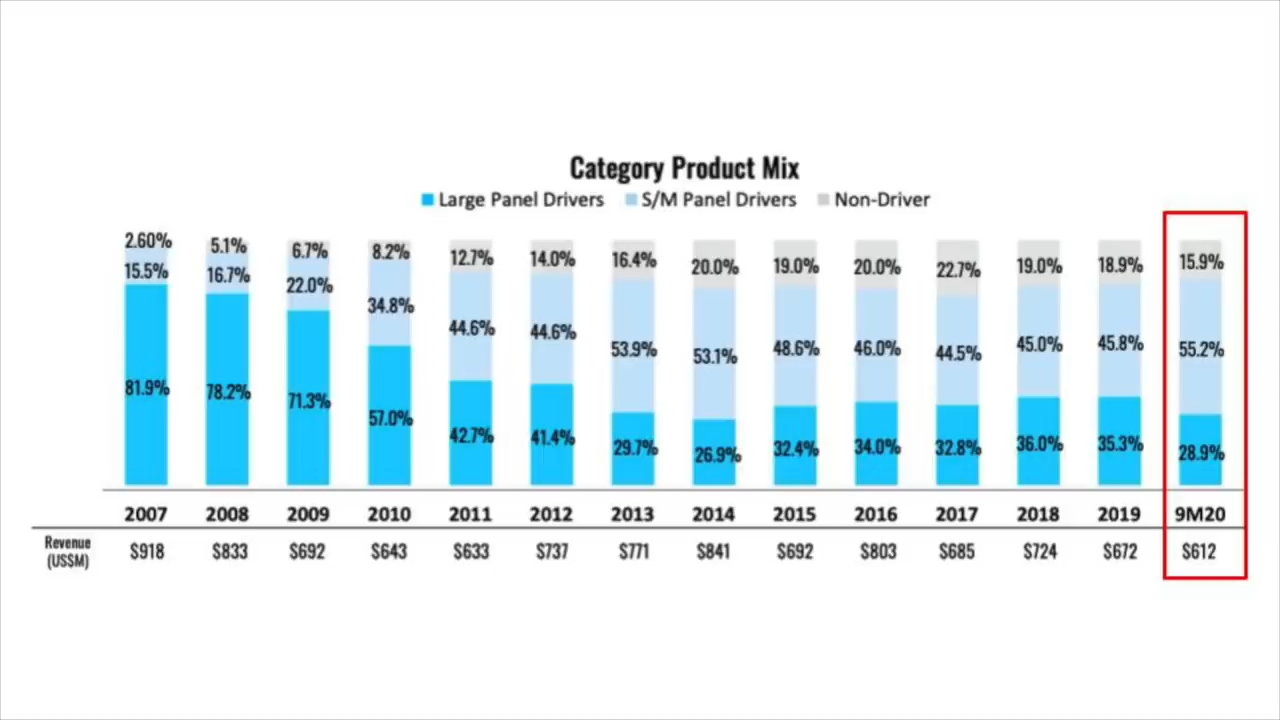 Category Product Mix
Large Panel Drivers S/M Panel Drivers Non-Driver
2.60% 5.1% 6.7% 8.2% 12.7% 14.0% 16.4% 20.0% 19.0% 20.0% 22.7% 19.0% 18.9% 15.9%
15.5% 16.7% 22.0% 34.8% 44.6% 44.6% 53.9% 53.1% 48.6% 46.0% 44.5% 45.0% 45.8% 55.2%
81.9% 78.2% 71.3% 57.0% 42.7% 41.4% 29.7% 26.9% 32.4% 34.0% 32.8% 36.0% 35.3% 28.9%
2007 2008 2009 2010 2011 2012 2013 2014 2015 2016 2017 2018 2019 9M20
Revenue
(US$M) $918 $833 $692 $643 $633 $737 $771 $841 $692 $803 $685 $724 $672 $612